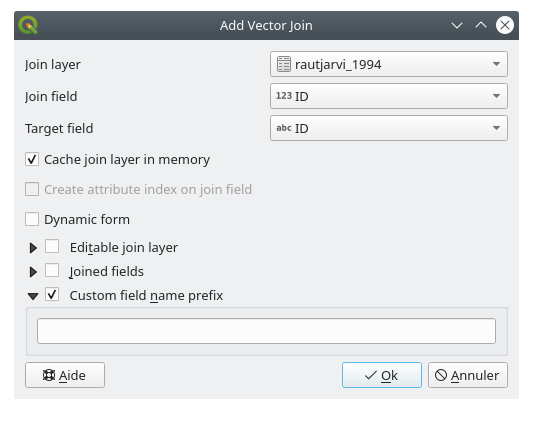 Add Vector Join
Join layer
rautjarvi_1994
Join field
123 ID
Target field
abc ID
Cache join layer in memory
Create attribute index on join field
Dynamic form
Editable join layer
Joined fields
Custom field name prefix
Aide
Ok
Annuler